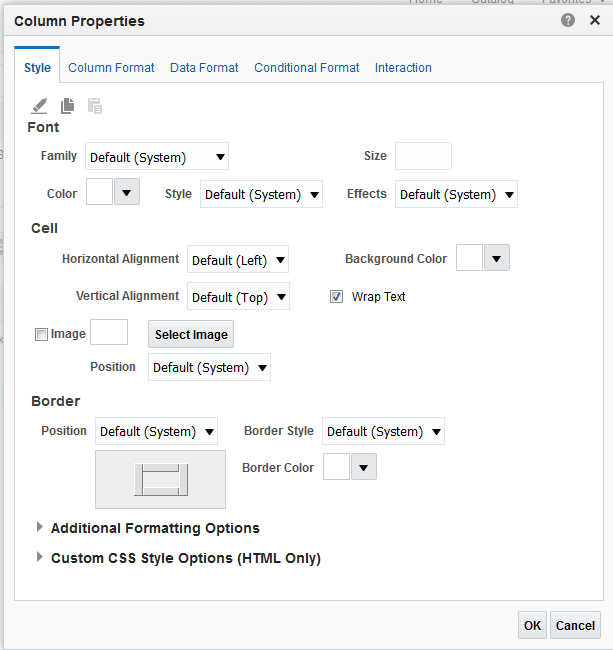 Home Catalog Favorites
Column Properties
Style Column Format Data Format Conditional Format Interaction
Font
Family Default (System) Size
Color Style Default (System) Effects Default (System)
Cell
Horizontal Alignment Default (Left) Background Color
Vertical Alignment Default (Top) Wrap Text
Image Select Image
Position Default (System)
Border
Position Default (System) Border Style Default (System)
Border Color
Additional Formatting Options
Custom CSS Style Options (HTML Only)
OK Cancel